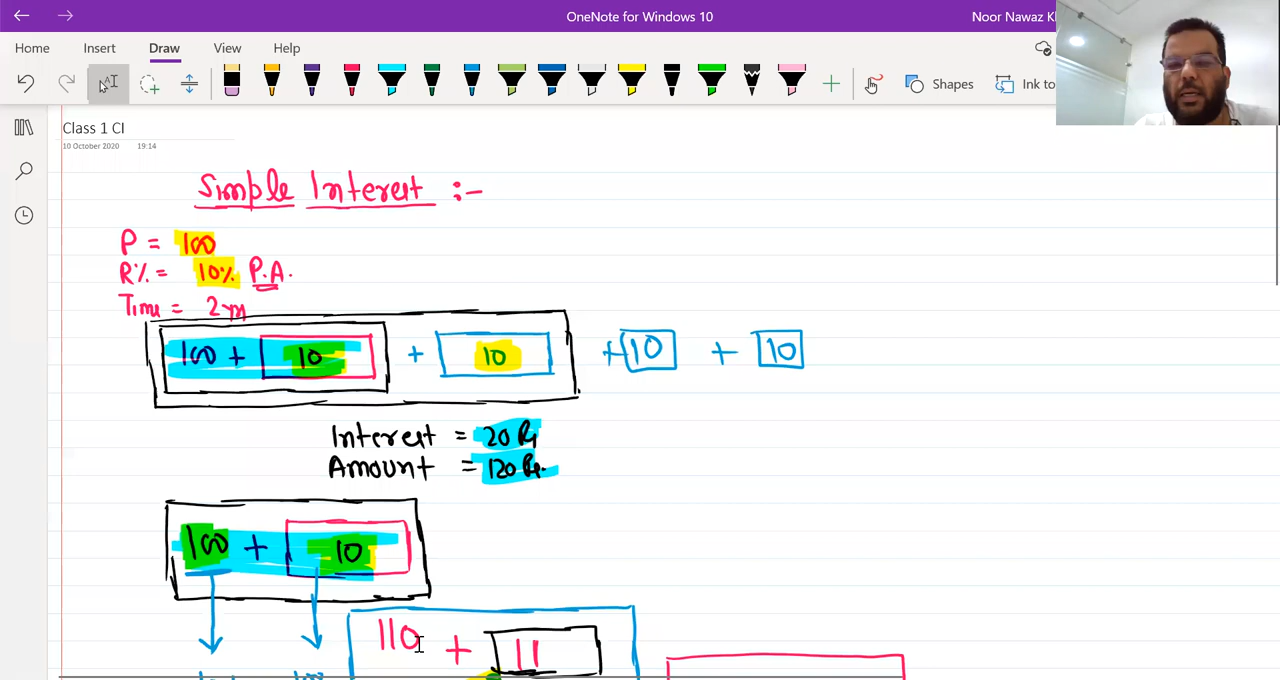 OneNote for Windows 10
Noor Nawaz Kh
Home Insert Draw View Help
Shapes Ink to
Class 1 CI
10 October 2020 19:14
Simple Interest :-
P = 100
R% = 10% P.A.
Time = 2 yrs
100 + 10 + 10 + 10 + 10
Interest = 20 Rs
Amount = 120 Rs.
100 + 10
110 + 11